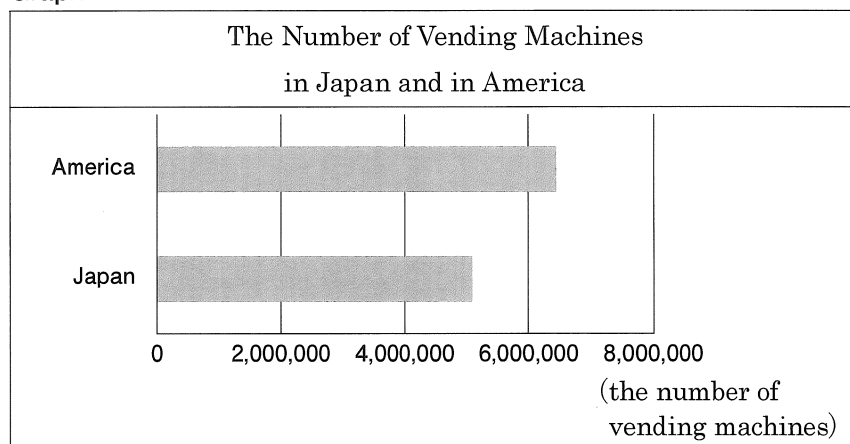 The Number of Vending Machines
in Japan and in America
America
Japan
0 2,000,000 4,000,000 6,000,000 8,000,000
(the number of
vending machines)